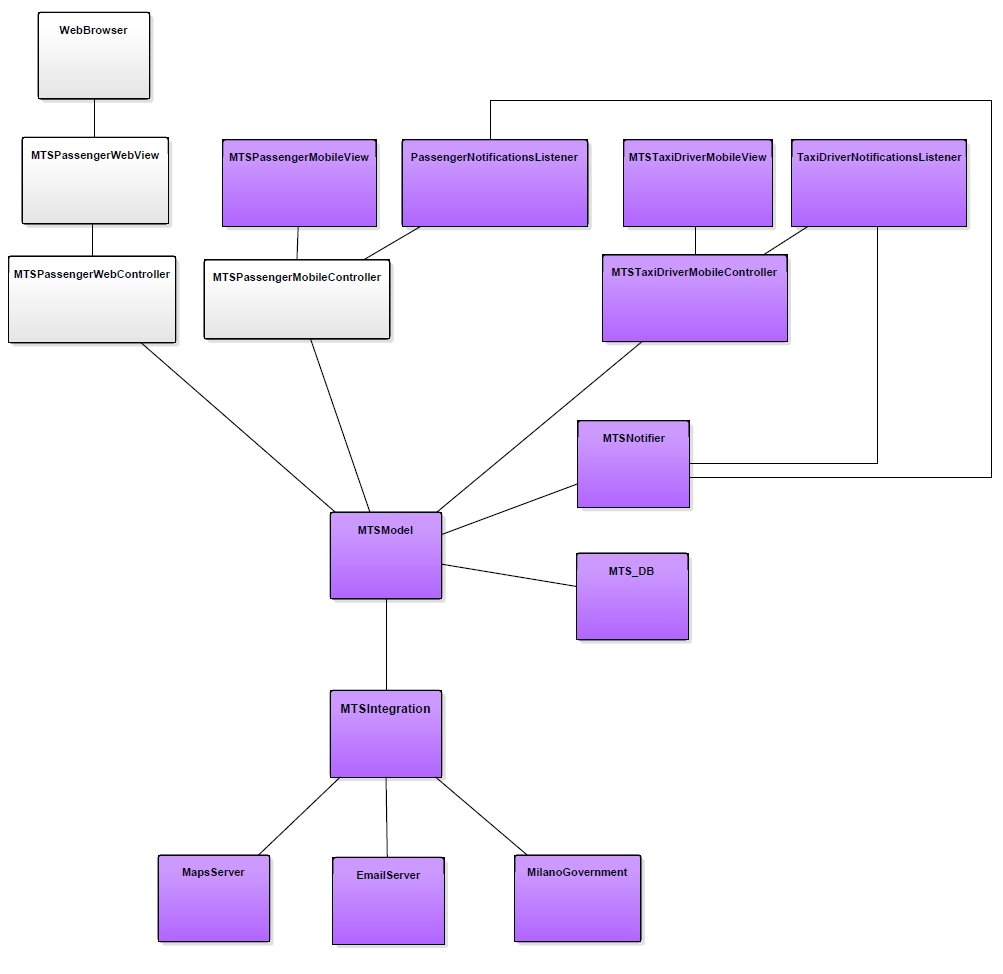 WebBrowser
MTSPassengerWebView
MTSPassengerMobileView
PassengerNotificationsListener
MTSTaxiDriverMobileView
TaxiDriverNotificationsListener
MTSPassengerWebController
MTSPassengerMobileController
MTSTaxiDriverMobileController
MTSNotifier
MTSModel
MTS_DB
MTSIntegration
MapsServer
EmailServer
MilanoGovernment